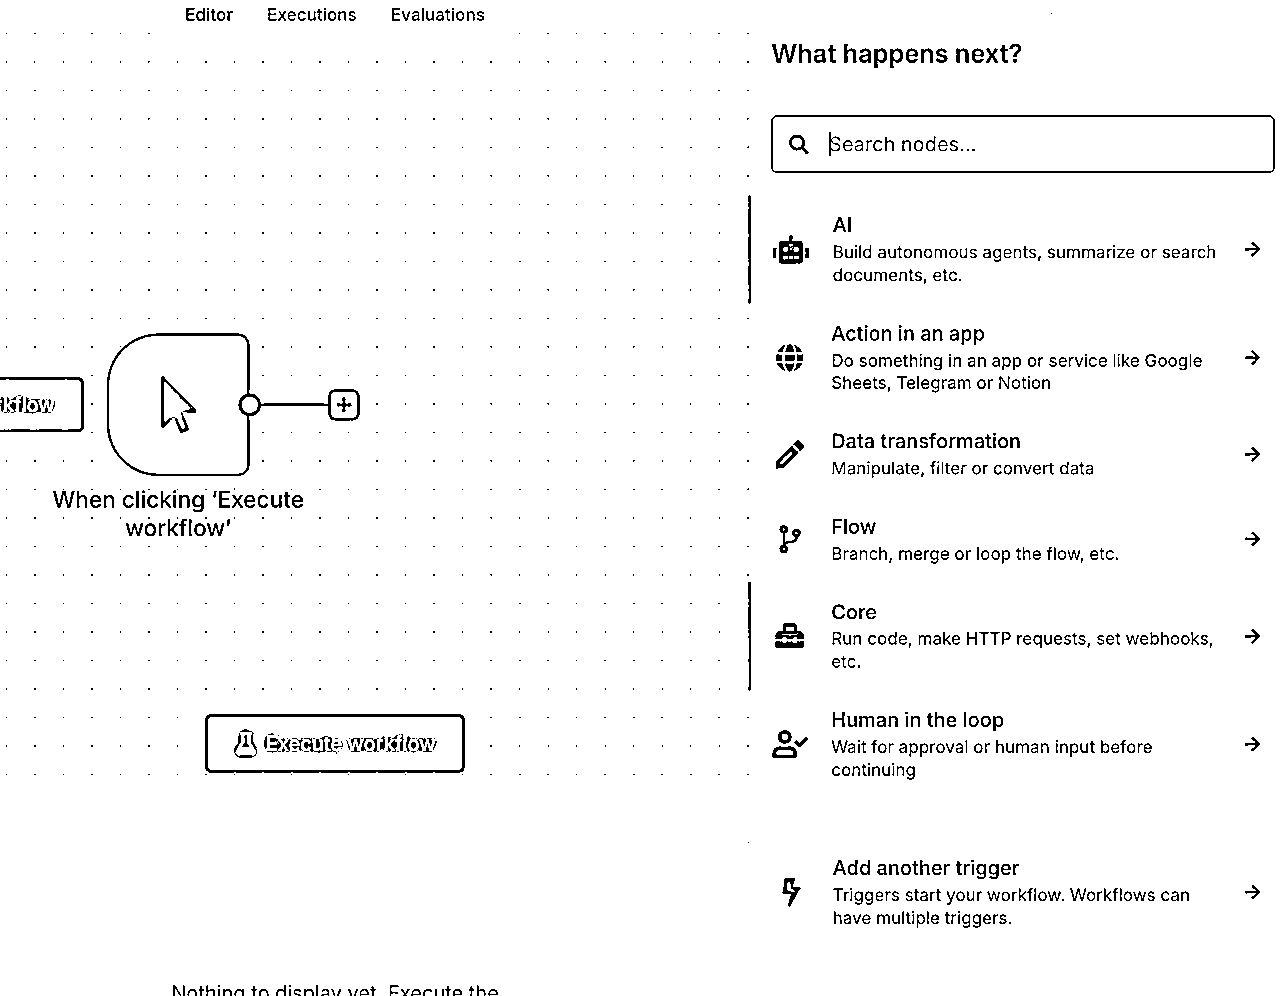 Editor Executions Evaluations
What happens next?
Search nodes...
AI
Build autonomous agents, summarize or search
documents, etc.
Action in an app
Do something in an app or service like Google
Sheets, Telegram or Notion
Data transformation
Manipulate, filter or convert data
Flow
Branch, merge or loop the flow, etc.
Core
Run code, make HTTP requests, set webhooks,
etc.
Human in the loop
Wait for approval or human input before
continuing
Add another trigger
Triggers start your workflow. Workflows can
have multiple triggers.
kflow
When clicking ‘Execute
workflow’
Execute workflow
Nothing to display yet. Execute the